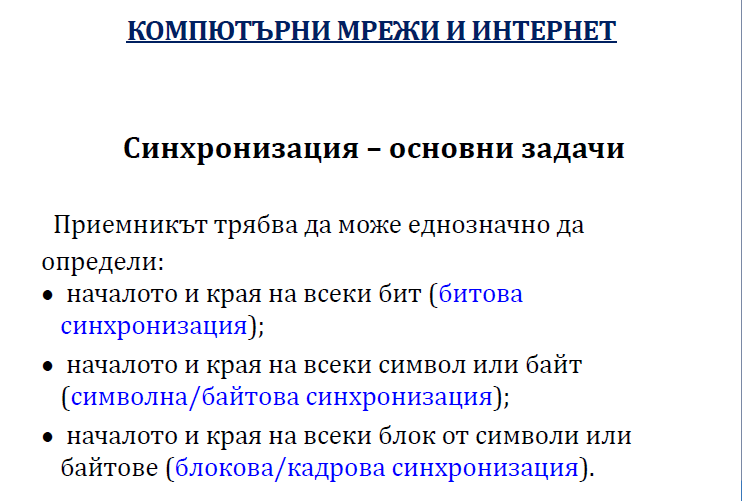 КОМПЮТЪРНИ МРЕЖИ И ИНТЕРНЕТ
Синхронизация – основни задачи
Приемникът трябва да може еднозначно да
определи:
• началото и края на всеки бит (битова
синхронизация);
• началото и края на всеки символ или байт
(символна/байтова синхронизация);
• началото и края на всеки блок от символи или
байтове (блокова/кадрова синхронизация).